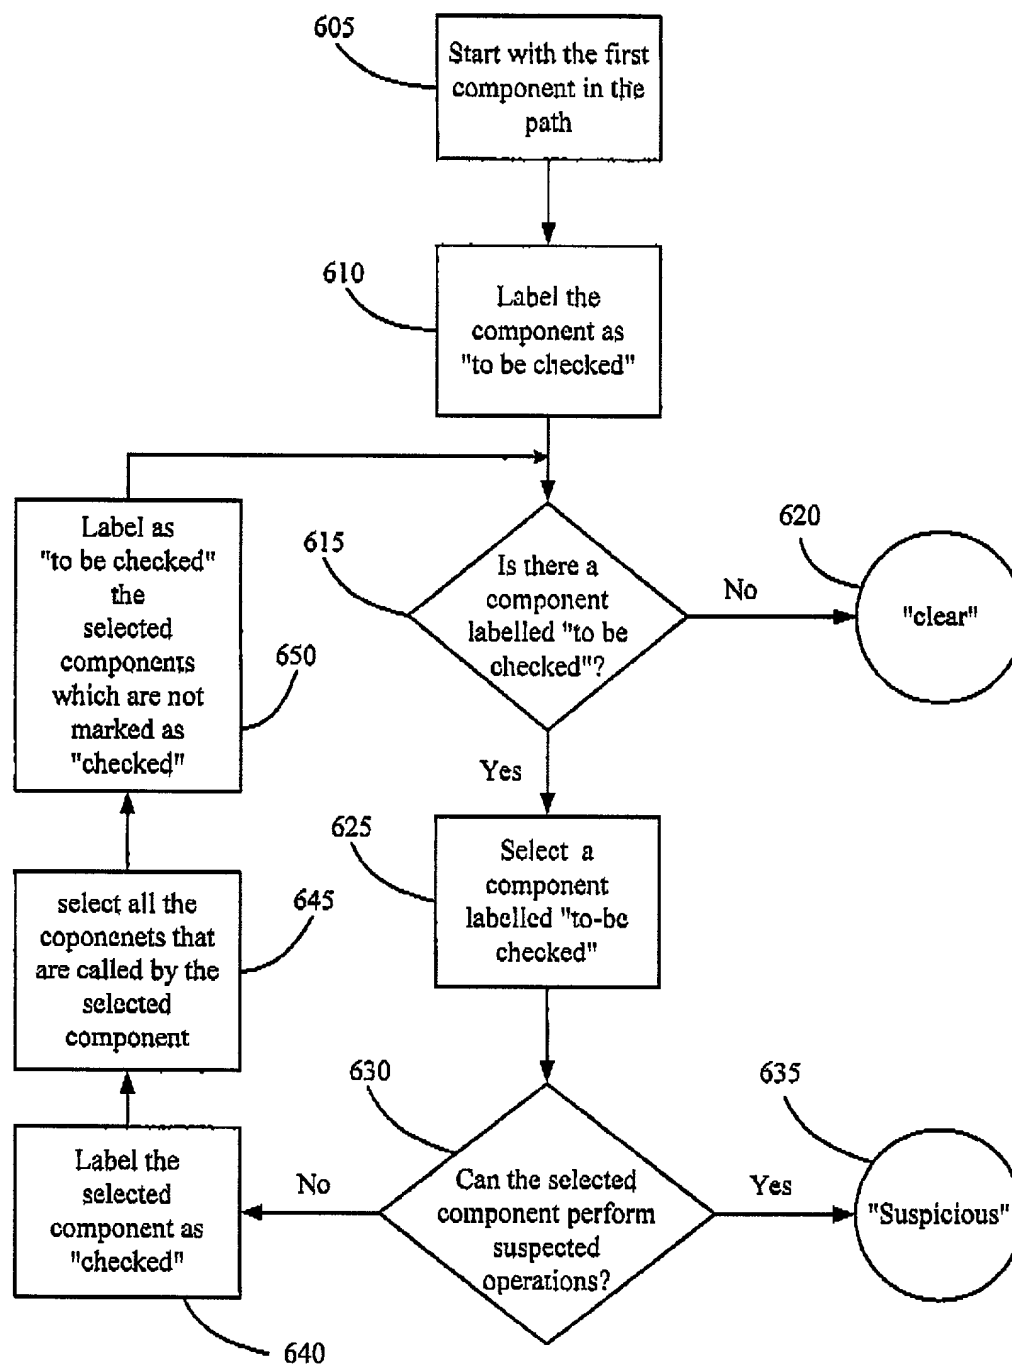 605
Start with the first
component in the
path
610
Label the
component as
"to be checked"
615
Is there a
component
labelled "to be
checked"?
No
620
"clear"
Yes
625
Select a
component
labelled "to-be
checked"
630
Can the selected
component perform
suspected
operations?
Yes
635
"Suspicious"
No
Label the
selected
component as
"checked"
640
select all the
coponenets that
are called by the
selected
component
645
Label as
"to be checked"
the
selected
components
which are not
marked as
"checked"
650